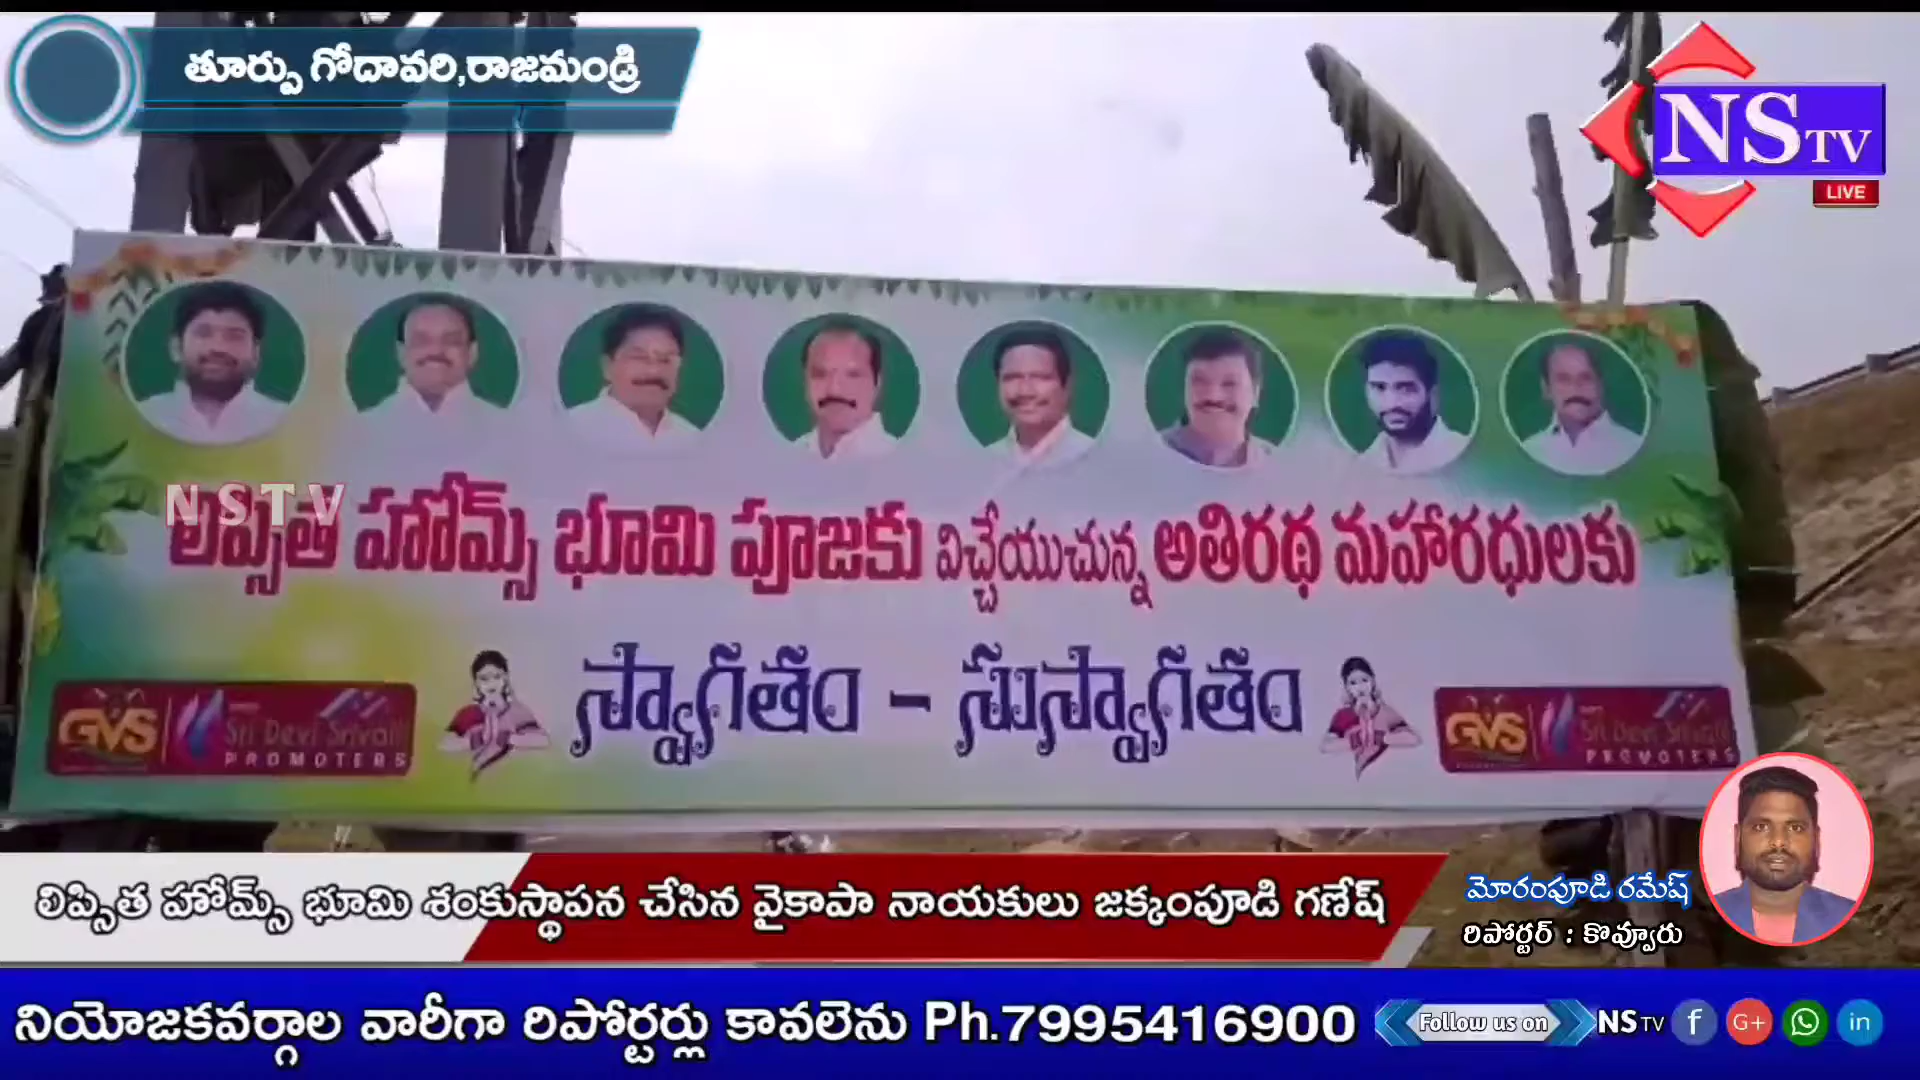 తూర్పు గోదావరి,రాజమండ్రి
NS TV
LIVE
NSTV
లిప్సిత హోమ్స్ భూమి పూజకు విచ్చేయుచున్న అతిరథ మహారధులకు
స్వాగతం - సుస్వాగతం
GVS Sri Devi Srivalli PROMOTERS
GVS Sri Devi Srivalli PROMOTERS
లిప్సిత హోమ్స్ భూమి శంకుస్థాపన చేసిన వైకాపా నాయకులు జక్కంపూడి గణేష్
మోరంపూడి రమేష్
రిపోర్టర్ : కొవ్వూరు
నియోజకవర్గాల వారీగా రిపోర్టర్లు కావలెను Ph.7995416900
Follow us on NS TV f G+ in